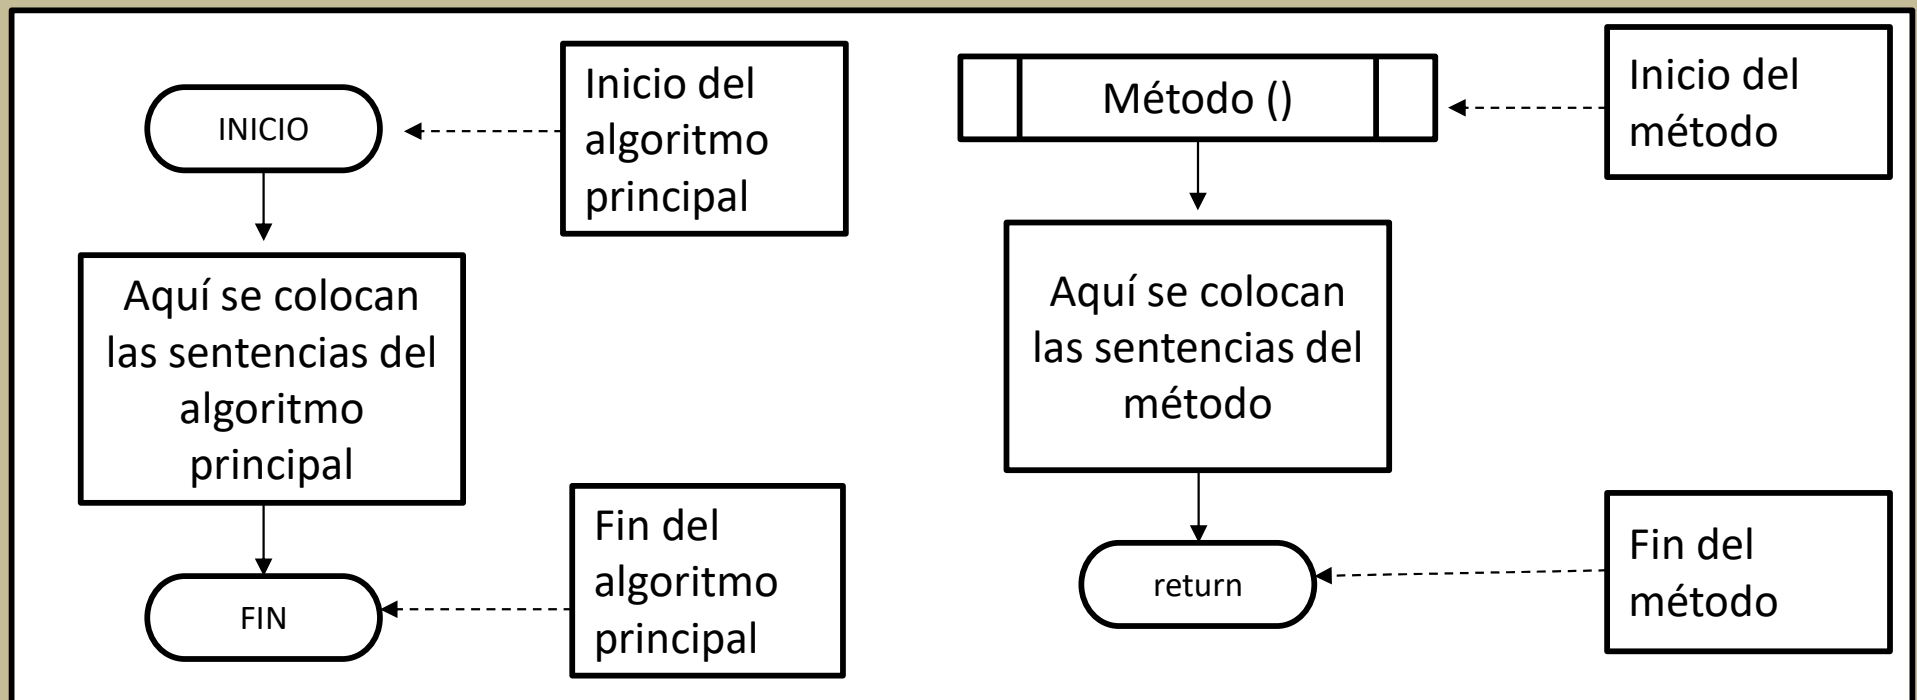 INICIO
Inicio del
algoritmo
principal
Aquí se colocan
las sentencias del
algoritmo
principal
FIN
Fin del
algoritmo
principal
Método ()
Inicio del
método
Aquí se colocan
las sentencias del
método
return
Fin del
método